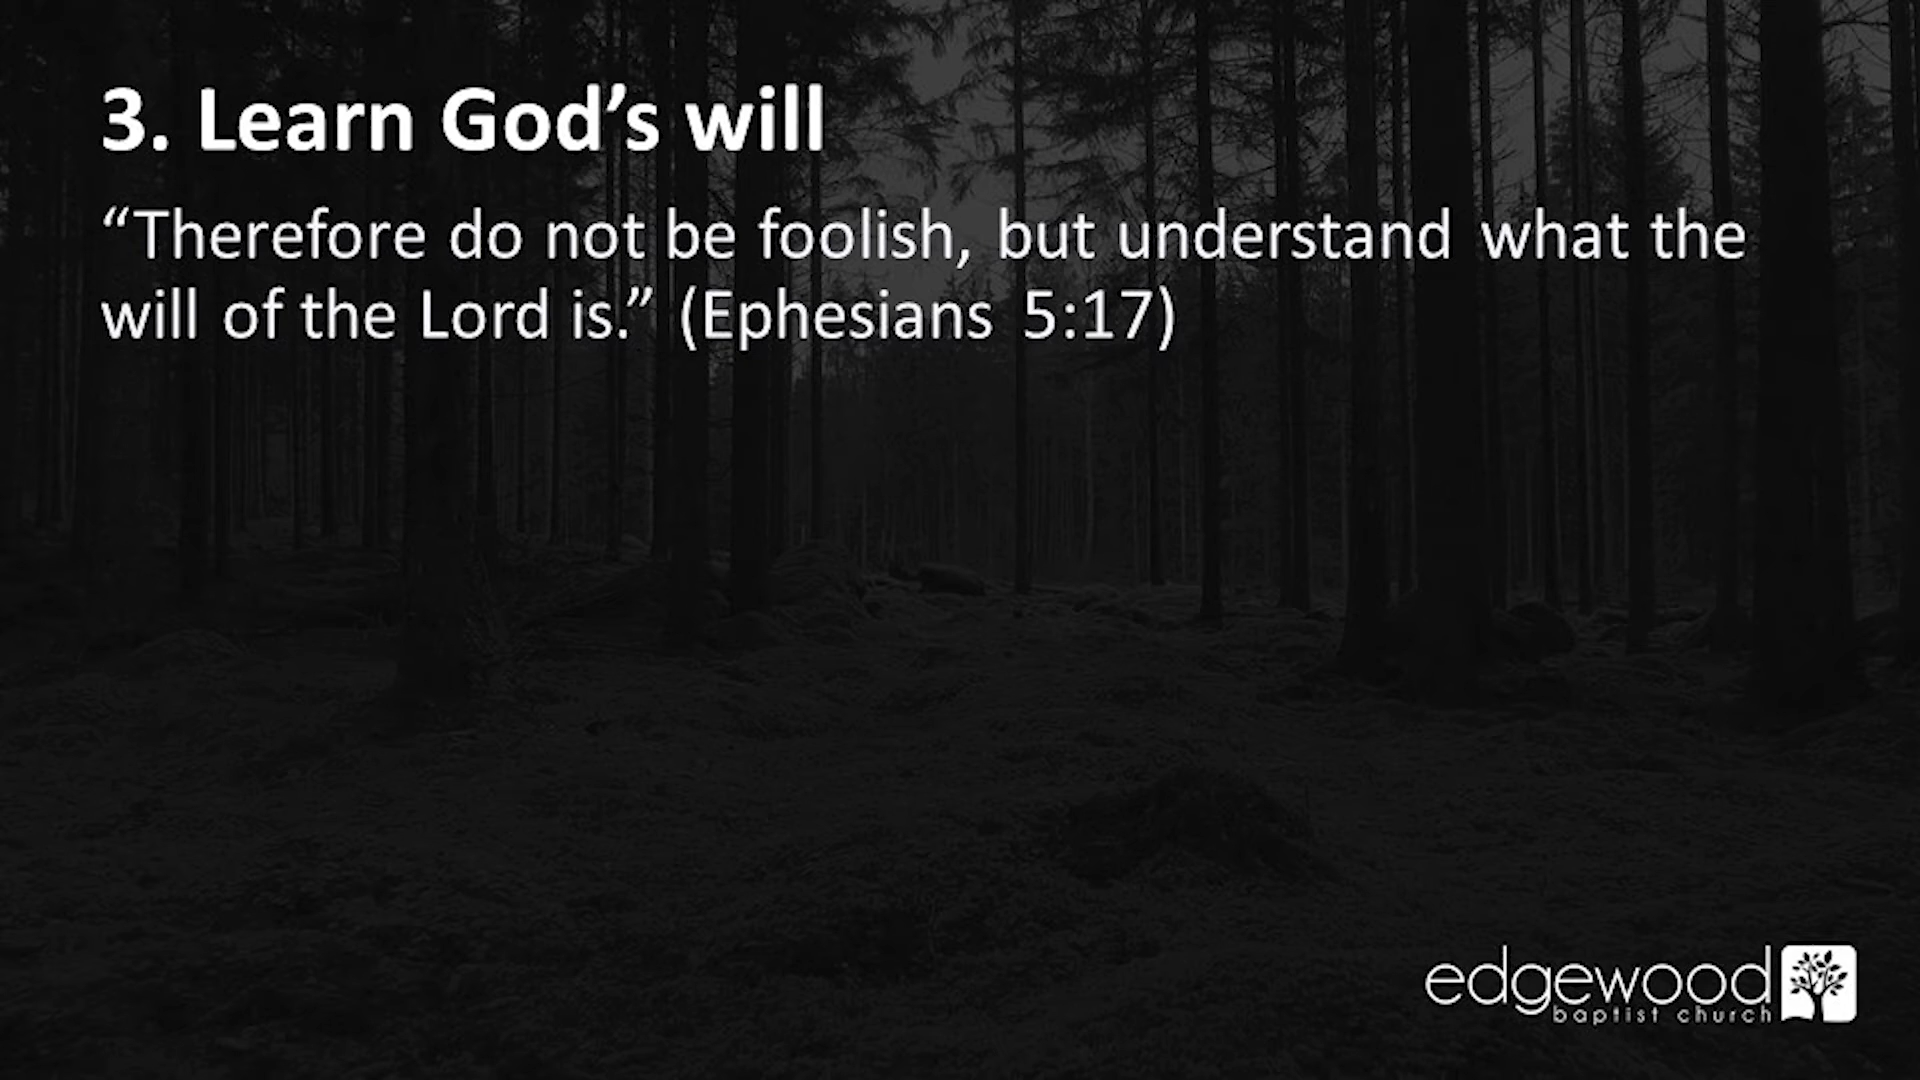 3. Learn God’s will
“Therefore do not be foolish, but understand what the
will of the Lord is.” (Ephesians 5:17)
edgewood
baptist church